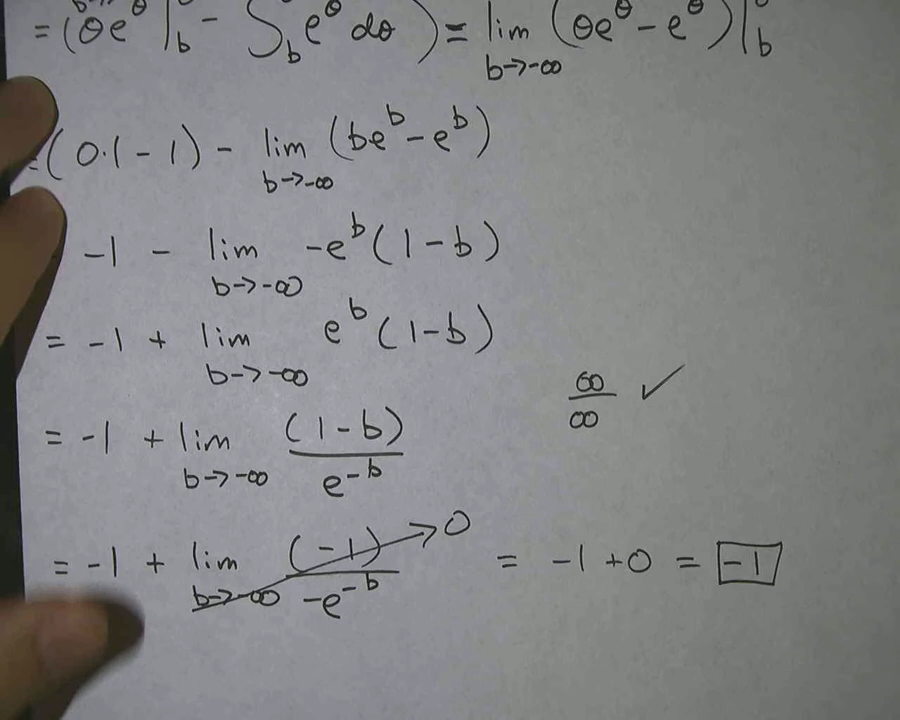 = (θe^θ |_b - ∫_b e^θ dθ) = lim_{b→-∞} (θe^θ - e^θ)|_b
=(0·1 - 1) - lim_{b→-∞} (be^b - e^b)
-1 - lim_{b→-∞} -e^b(1-b)
= -1 + lim_{b→-∞} e^b(1-b)
∞/∞ ✓
= -1 + lim_{b→-∞} (1-b)/e^{-b}
= -1 + lim_{b→-∞} (-1)/-e^{-b} → 0 = -1 + 0 = -1